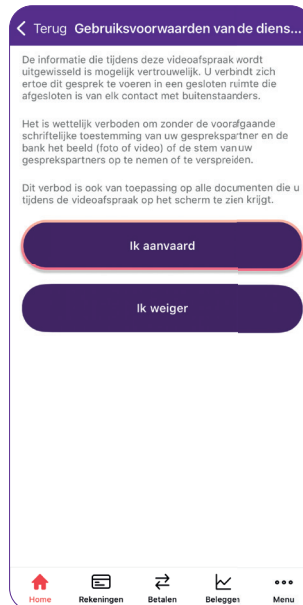 Terug Gebruiksvoorwaarden van de diens...
De informatie die tijdens deze videoafspraak wordt
uitgewisseld is mogelijk vertrouwelijk. U verbindt zich
ertoe dit gesprek te voeren in een gesloten ruimte die
afgesloten is van elk contact met buitenstaanders.
Het is wettelijk verboden om zonder de voorafgaande
schriftelijke toestemming van uw gesprekspartner en de
bank het beeld (foto of video) of de stem van uw
gesprekspartners op te nemen of te verspreiden.
Dit verbod is ook van toepassing op alle documenten die u
tijdens de videoafspraak op het scherm te zien krijgt.
Ik aanvaard
Ik weiger
Home Rekeningen Betalen Beleggen Menu